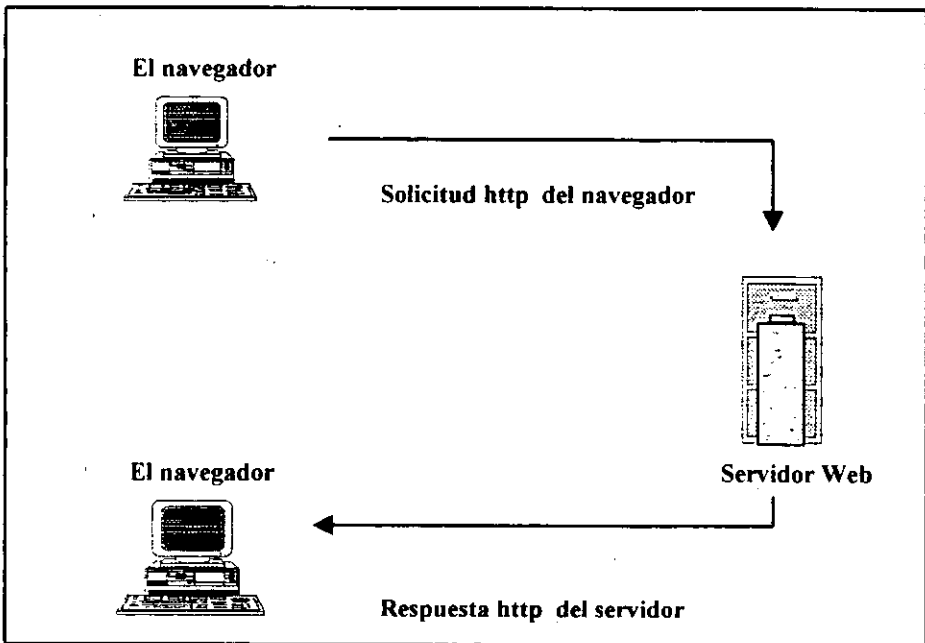 El navegador
Solicitud http del navegador
Servidor Web
El navegador
Respuesta http del servidor